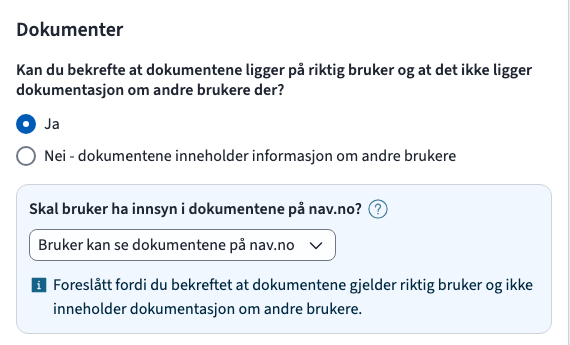 Dokumenter
Kan du bekrefte at dokumentene ligger på riktig bruker og at det ikke ligger
dokumentasjon om andre brukere der?
Ja
Nei - dokumentene inneholder informasjon om andre brukere
Skal bruker ha innsyn i dokumentene på nav.no? ?
Bruker kan se dokumentene på nav.no
i Foreslått fordi du bekreftet at dokumentene gjelder riktig bruker og ikke
inneholder dokumentasjon om andre brukere.